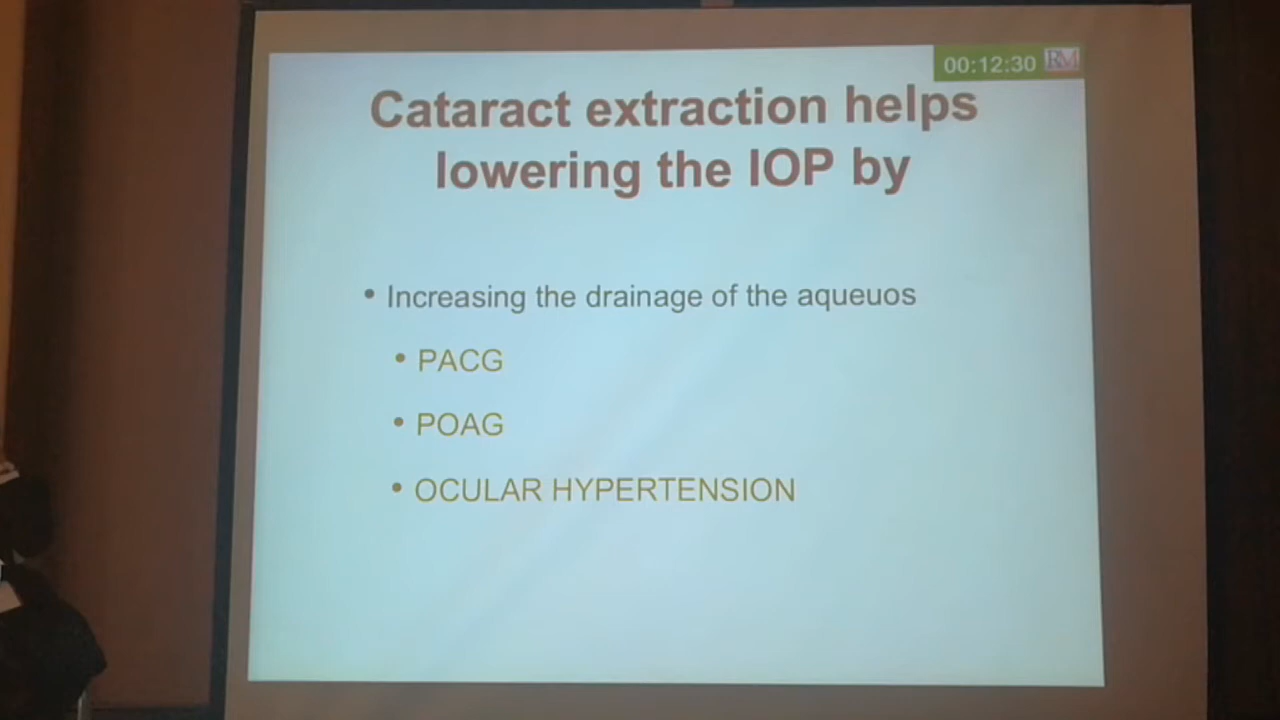 00:12:30 RM
Cataract extraction helps
lowering the IOP by
• Increasing the drainage of the aqueuos
• PACG
• POAG
• OCULAR HYPERTENSION